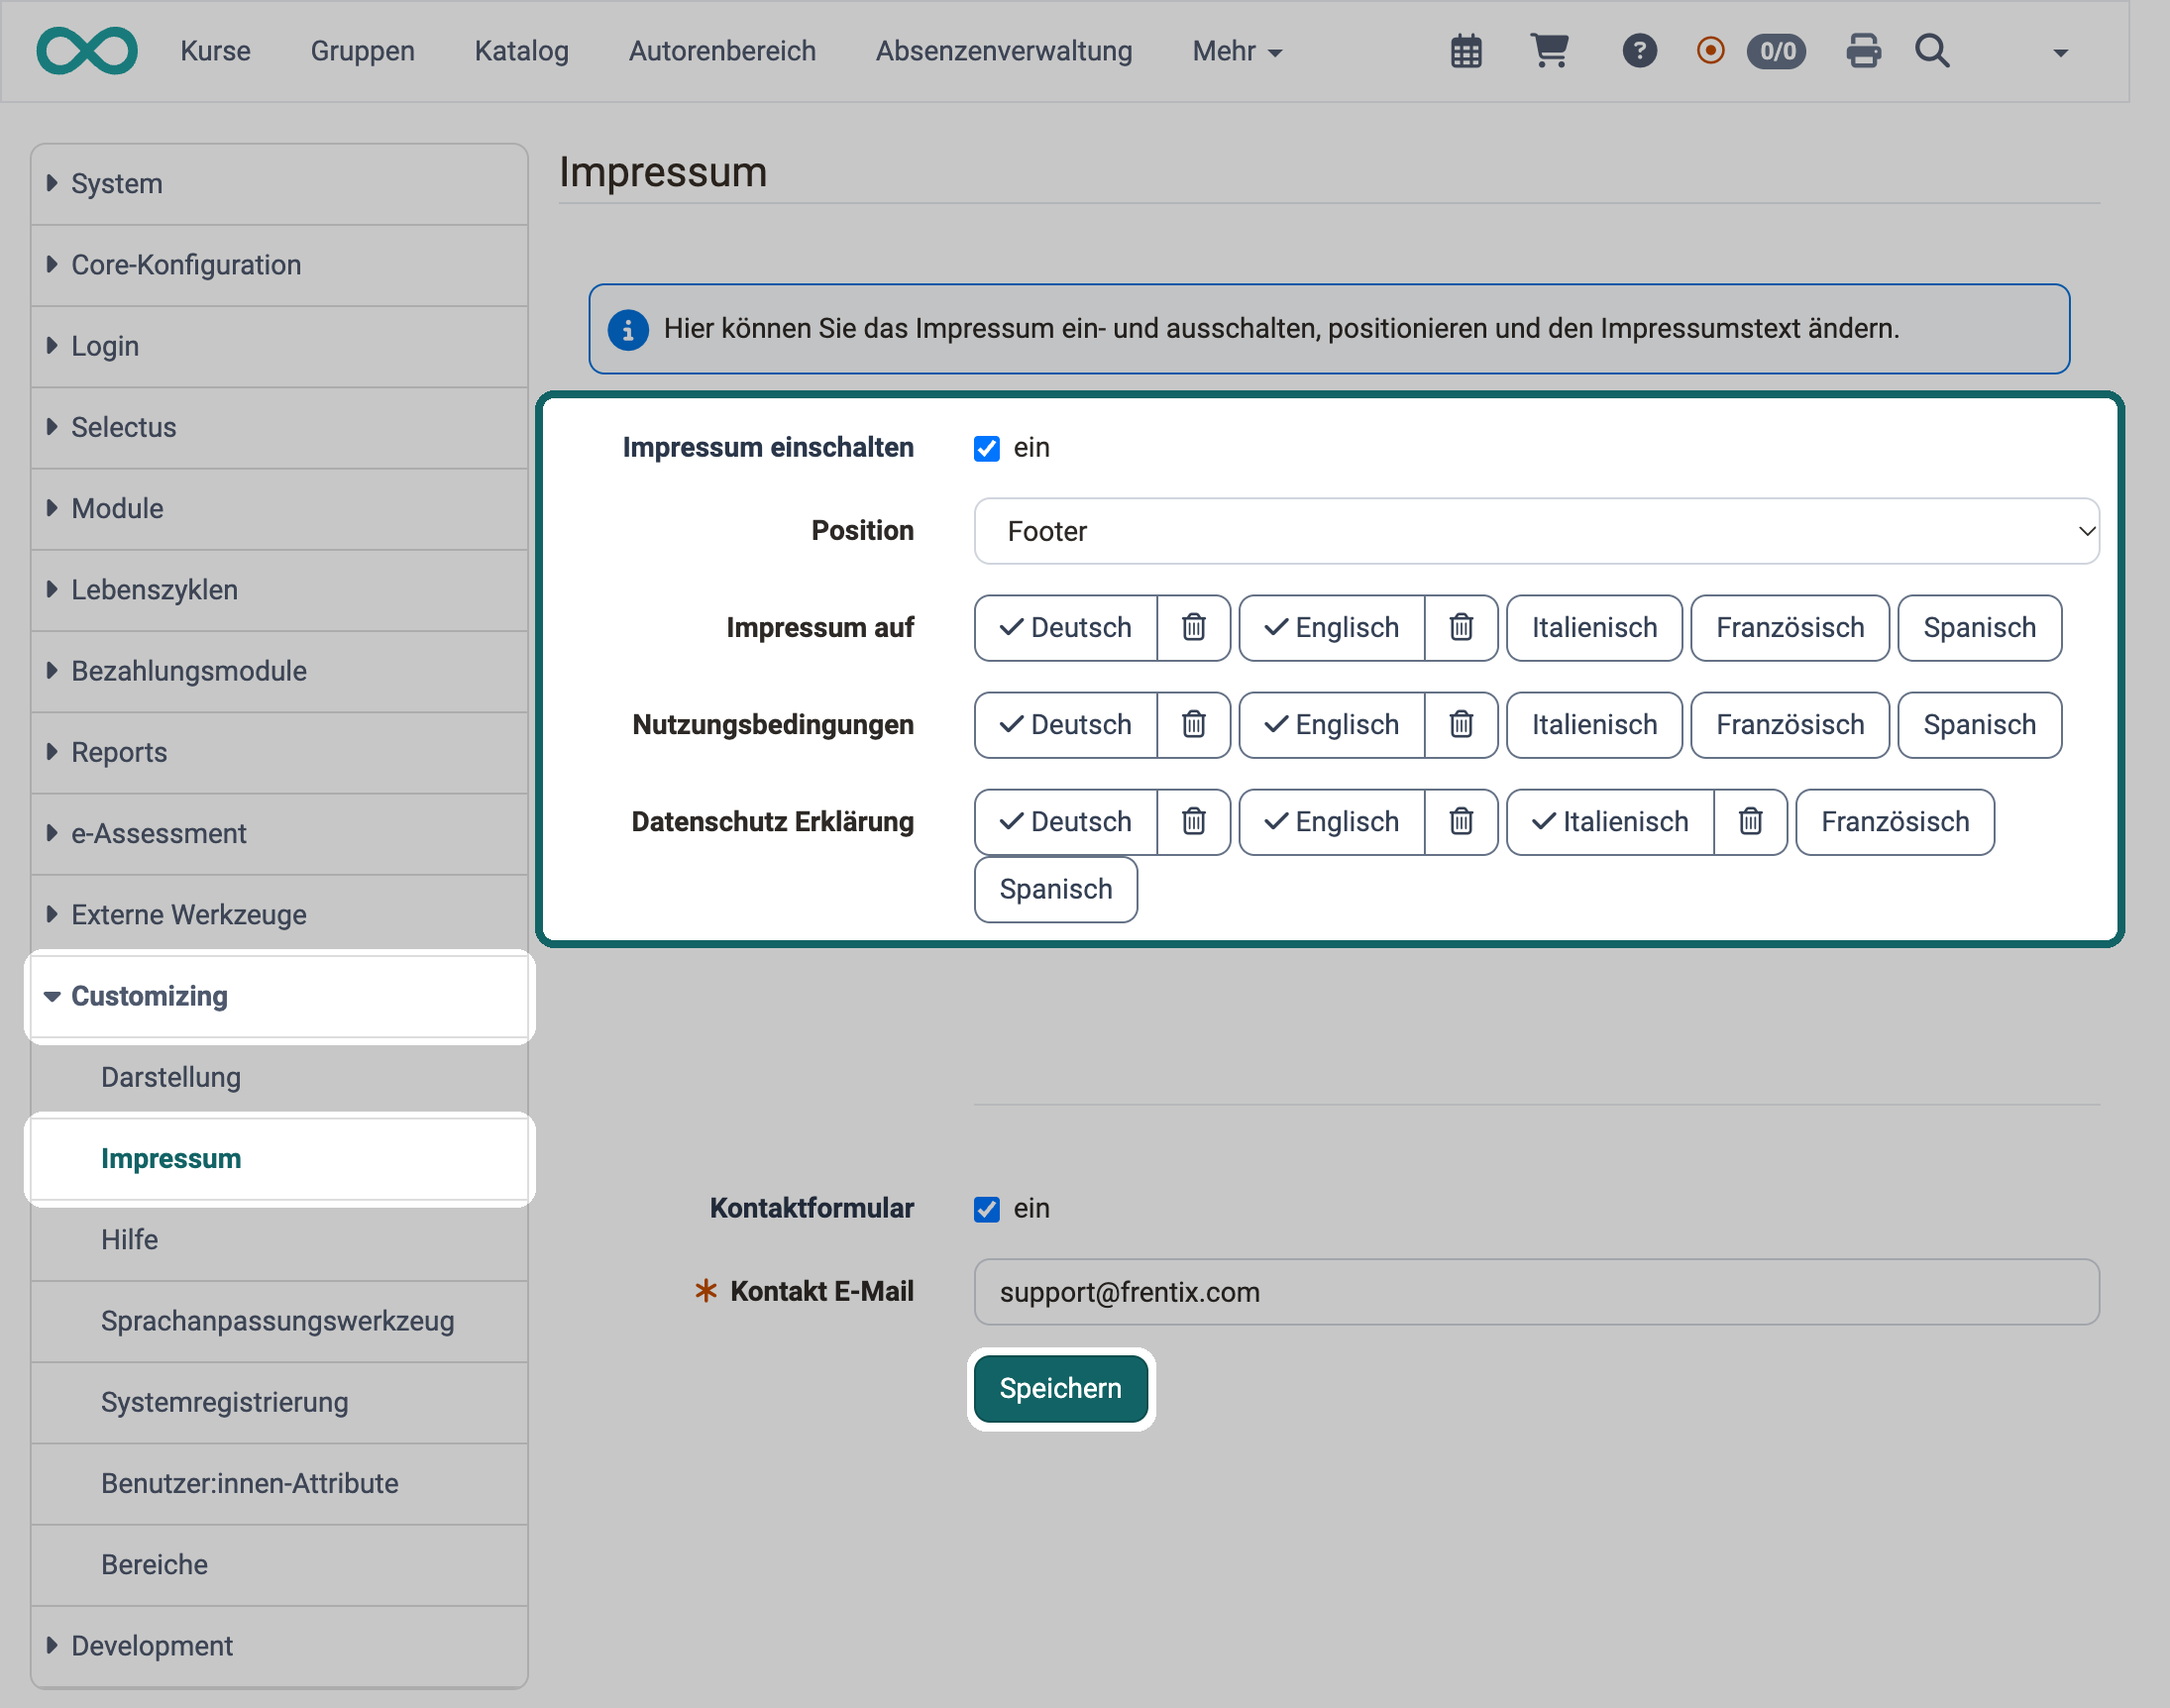 Kurse Gruppen Katalog Autorenbereich Absenzenverwaltung Mehr 0/0
System
Core-Konfiguration
Login
Selectus
Module
Lebenszyklen
Bezahlungsmodule
Reports
e-Assessment
Externe Werkzeuge
Customizing
Darstellung
Impressum
Hilfe
Sprachanpassungswerkzeug
Systemregistrierung
Benutzer:innen-Attribute
Bereiche
Development
Impressum
Hier können Sie das Impressum ein- und ausschalten, positionieren und den Impressumstext ändern.
Impressum einschalten ein
Position Footer
Impressum auf Deutsch Englisch Italienisch Französisch Spanisch
Nutzungsbedingungen Deutsch Englisch Italienisch Französisch Spanisch
Datenschutz Erklärung Deutsch Englisch Italienisch Französisch
Spanisch
Kontaktformular ein
Kontakt E-Mail support@frentix.com
Speichern